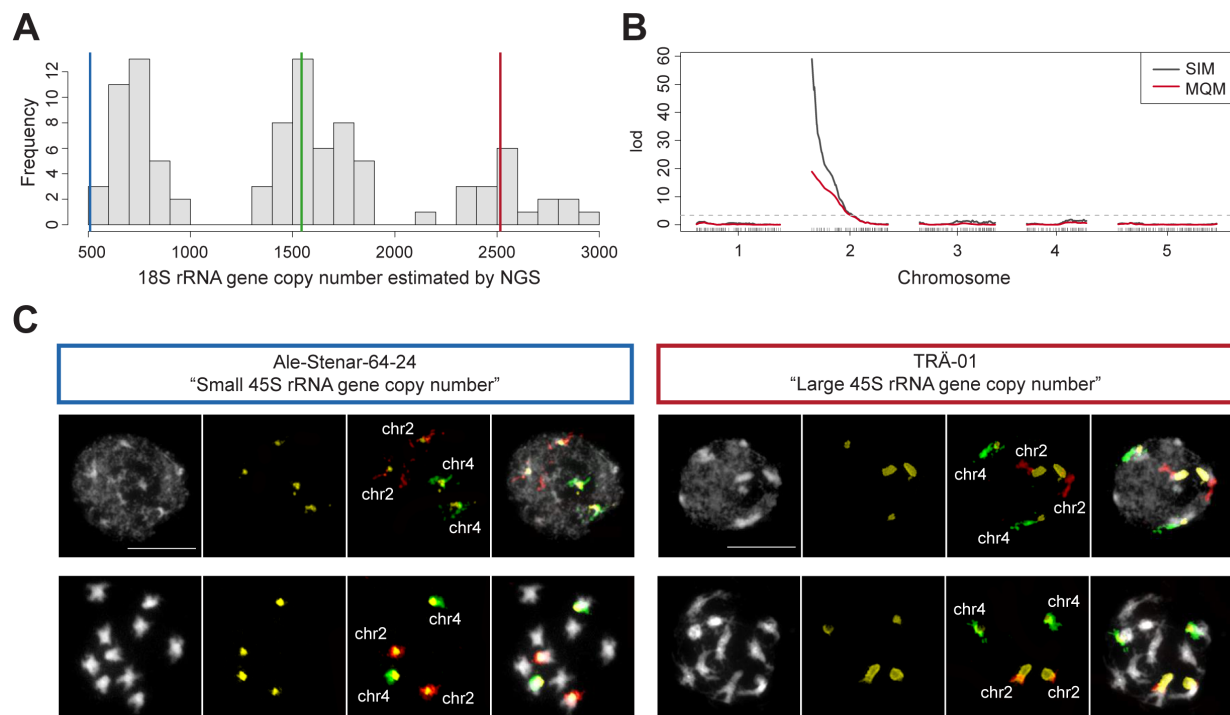 A
Frequency
0 2 4 6 8 10 12
500 1000 1500 2000 2500 3000
18S rRNA gene copy number estimated by NGS
B
lod
0 10 20 30 40 50 60
SIM
MQM
1 2 3 4 5
Chromosome
C
Ale-Stenar-64-24
“Small 45S rRNA gene copy number”
TRÄ-01
“Large 45S rRNA gene copy number”
chr2
chr4
chr2
chr4
chr4
chr2
chr2
chr4
chr4
chr2
chr4
chr2
chr4
chr4
chr2
chr2